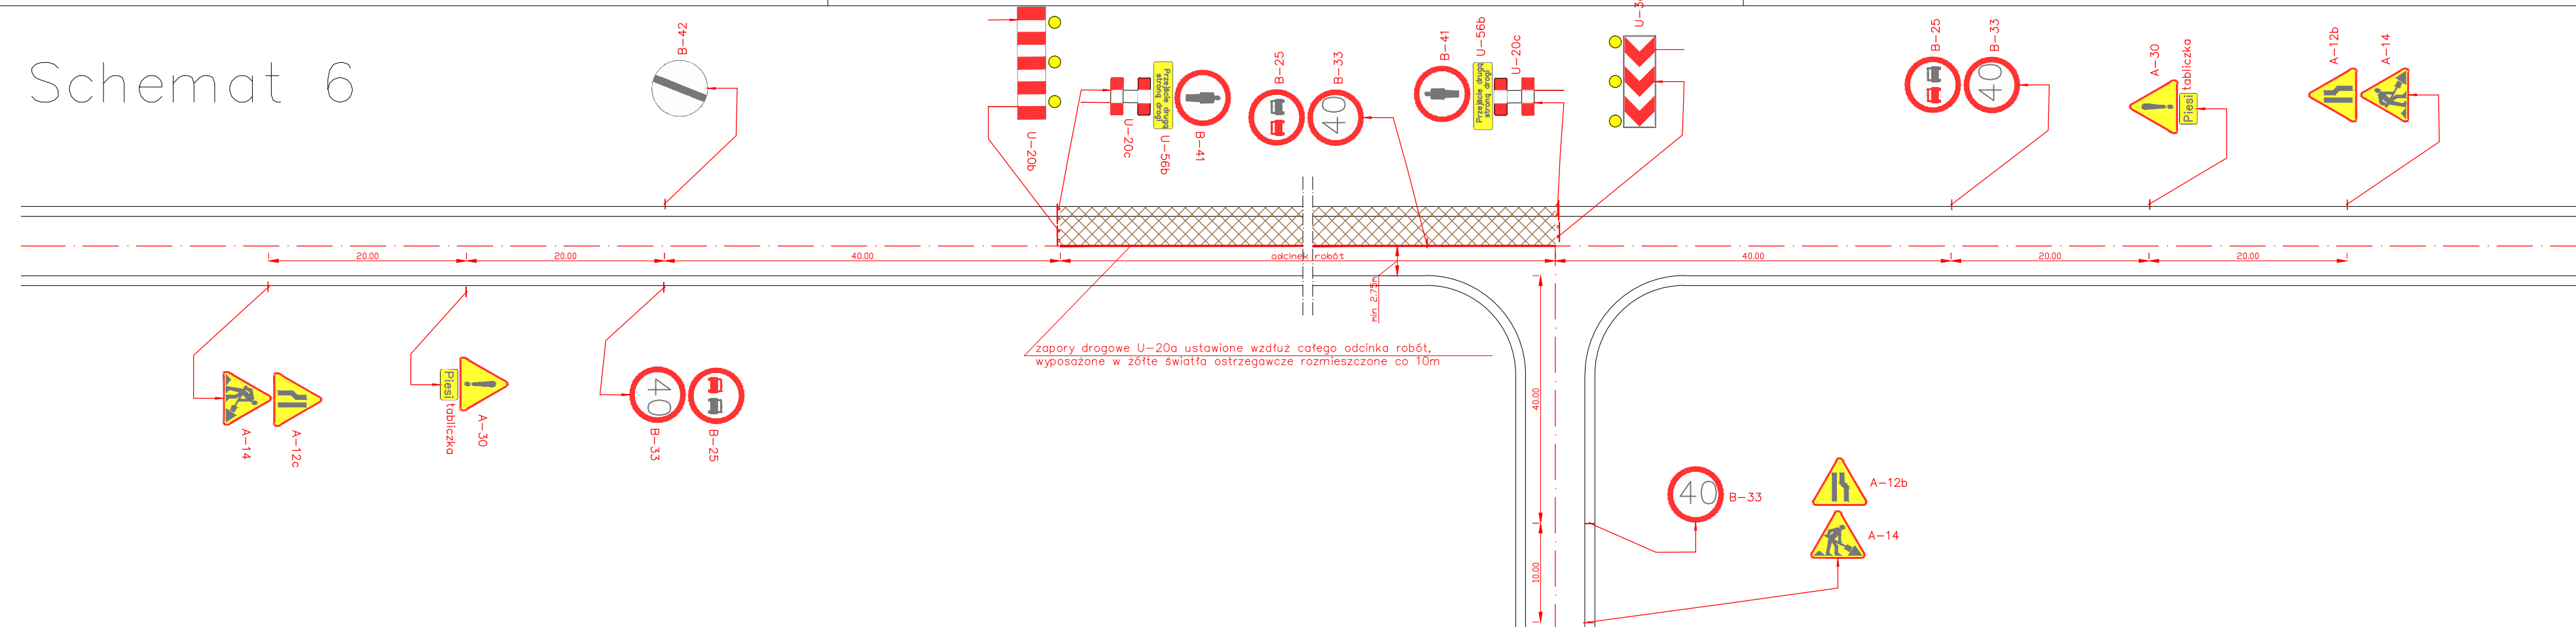 Schemat 6
B-42
U-20b
U-20c
Przejście drugą
stroną drogi
U-56b
B-41
B-25
B-33
40
B-41
U-56b
Przejście drugą
stroną drogi
U-20c
B-25
B-33
40
A-30
tabliczka
Piesi
A-12b
A-14
20.00
20.00
40.00
odcinek robót
40.00
20.00
20.00
min 2.75m
zapory drogowe U-20a ustawione wzdłuż całego odcinka robót,
wyposażone w żółte światła ostrzegawcze rozmieszczone co 10m
A-14
A-12c
Piesi
tabliczka
A-30
40
B-33
B-25
40.00
10.00
40
B-33
A-12b
A-14